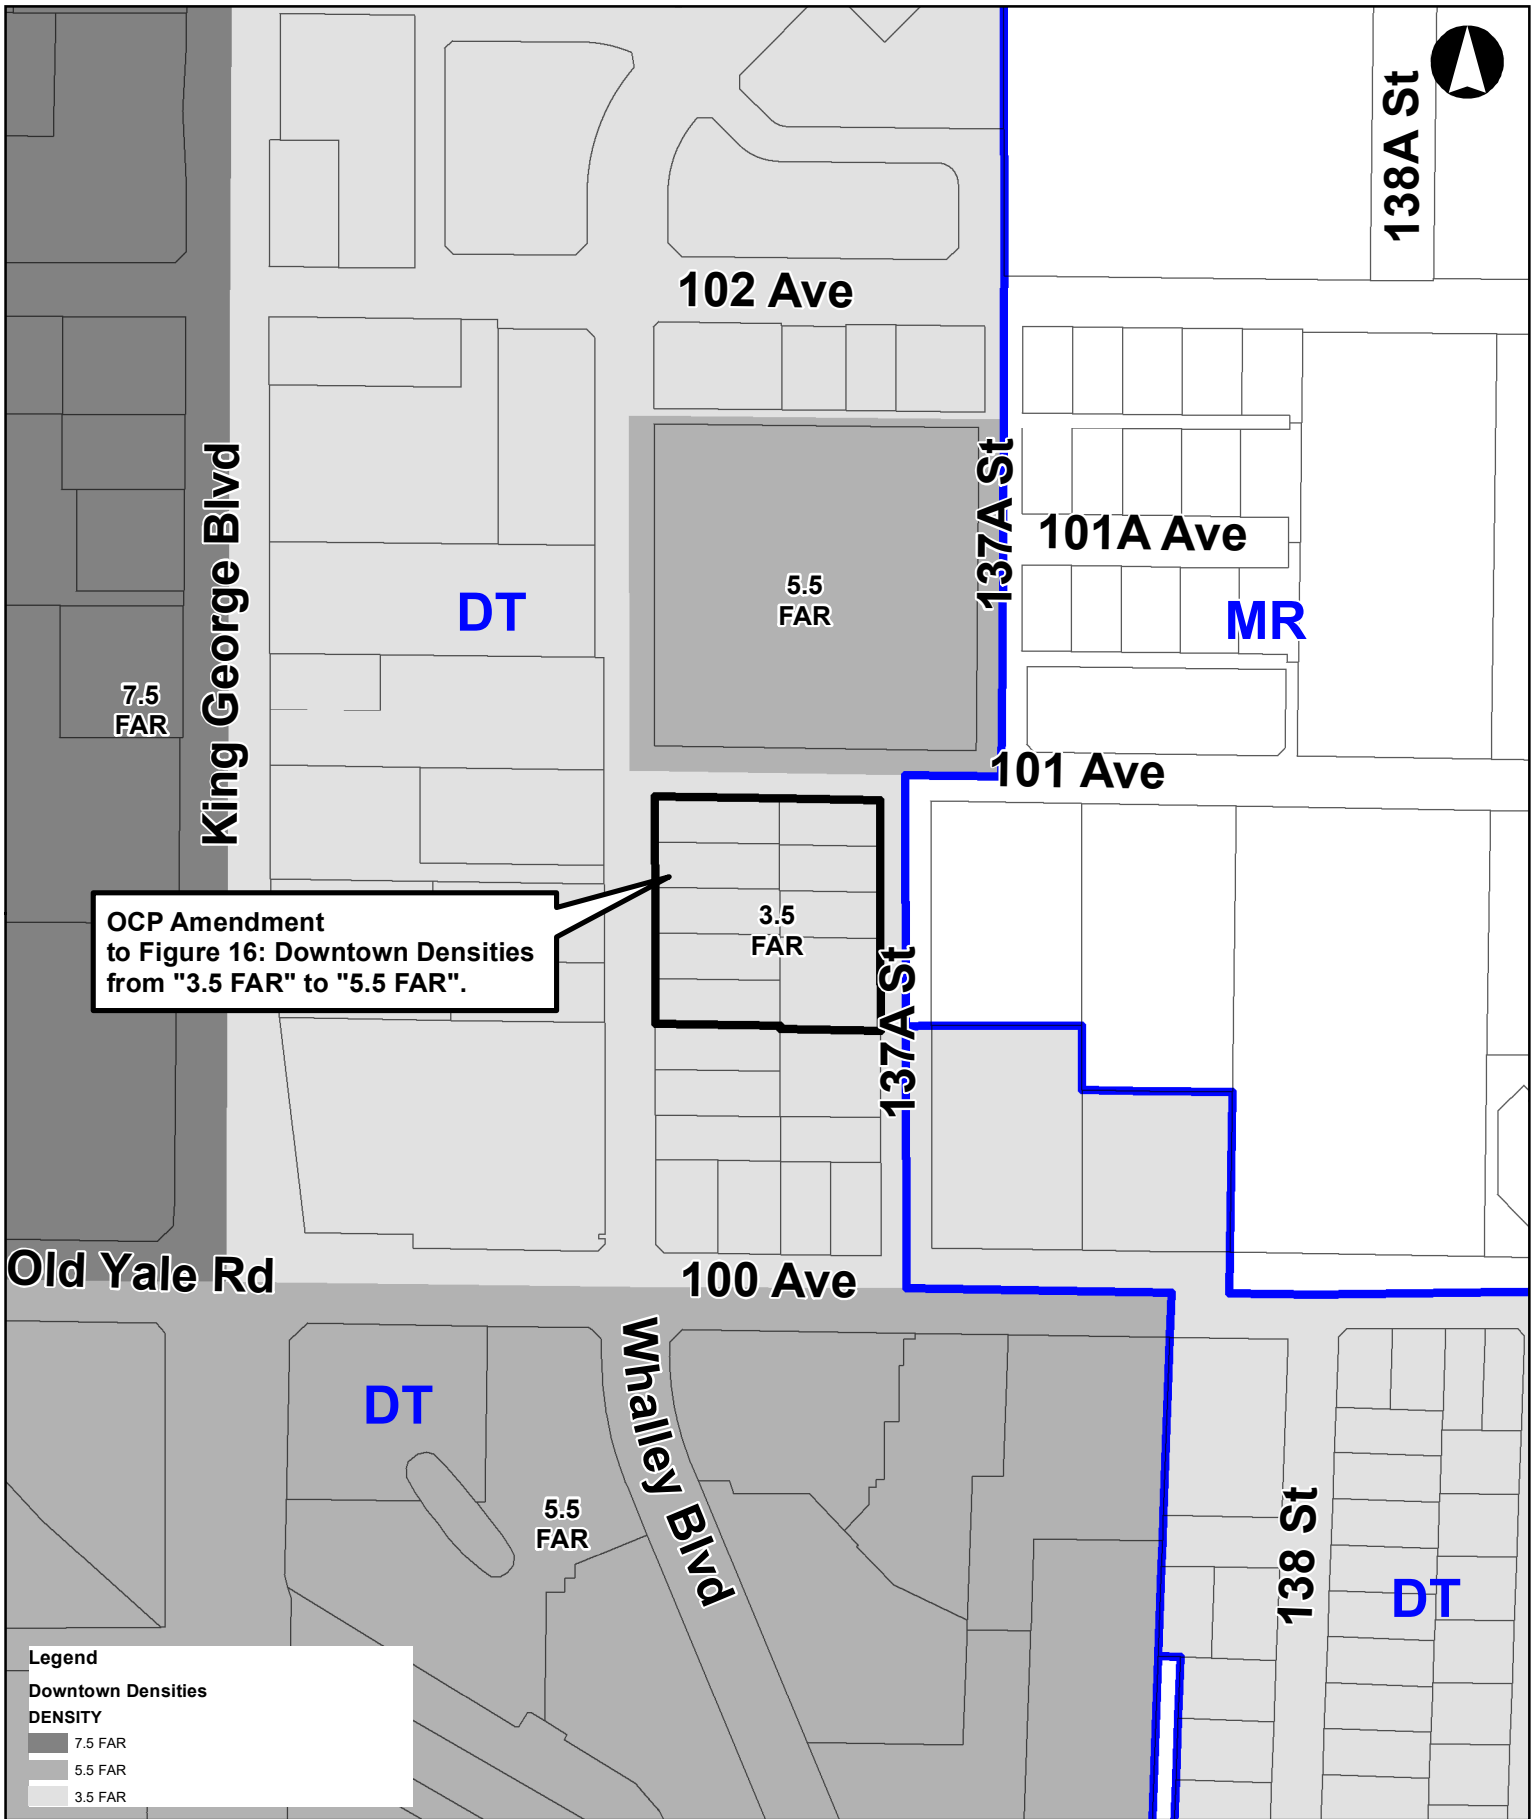 138A St
102 Ave
King George Blvd
137A St
101A Ave
5.5
FAR
DT
MR
7.5
FAR
101 Ave
OCP Amendment
to Figure 16: Downtown Densities
from "3.5 FAR" to "5.5 FAR".
3.5
FAR
137A St
Old Yale Rd
100 Ave
Whalley Blvd
DT
5.5
FAR
138 St
DT
Legend
Downtown Densities
DENSITY
7.5 FAR
5.5 FAR
3.5 FAR